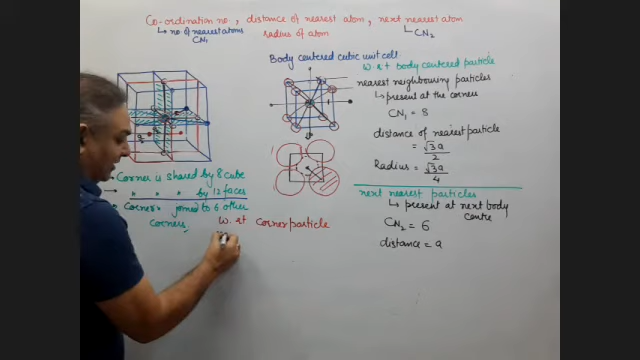 Co-ordination no., distance of nearest atom, next nearest atom
↳ no of nearest atoms
CN₁
radius of atom
↳ CN₂
Body centered cubic unit cell
w.r.t body centered particle
nearest neighbouring particles
↳ present at the corner
CN₁ = 8
distance of nearest particle
= √3a/2
Radius = √3a/4
next nearest particles
↳ present at next body centre
CN₂ = 6
distance = a
Corner is shared by 8 cube
→ " " " by 12 faces
Corner joined to 6 other
corners
w.r.t corner particle